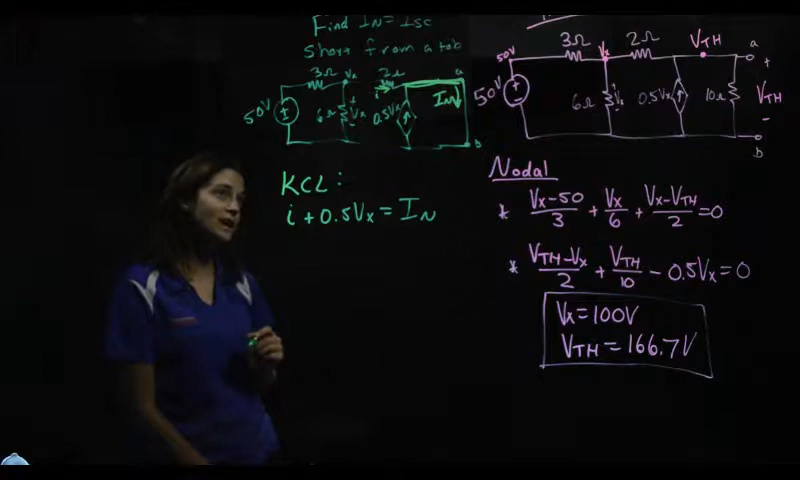 Find IN = Isc
Short from a to b
3Ω Vx 2Ω a
i IN
50V 6Ω Vx 0.5Vx
b
KCL:
i + 0.5Vx = IN
50V 3Ω Vx 2Ω VTH a
+
50V 6Ω Vx 0.5Vx 10Ω VTH
-
b
Nodal
* Vx-50/3 + Vx/6 + Vx-VTH/2 = 0
* VTH-Vx/2 + VTH/10 - 0.5Vx = 0
Vx = 100V
VTH = 166.7V